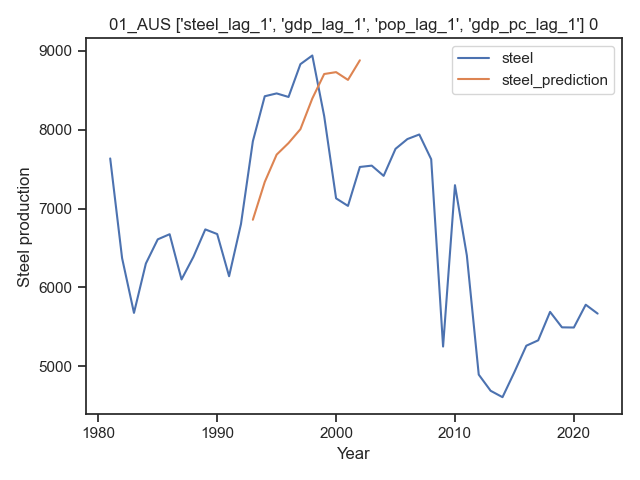 01_AUS ['steel_lag_1', 'gdp_lag_1', 'pop_lag_1', 'gdp_pc_lag_1'] 0
steel
steel_prediction
9000
8000
7000
6000
5000
Steel production
1980
1990
2000
2010
2020
Year